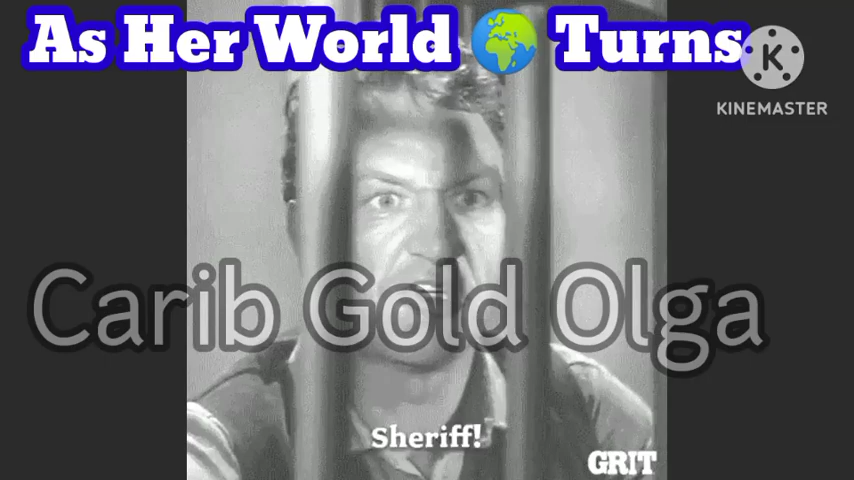 As Her World 🌍 Turns
K
KINEMASTER
Carib Gold Olga
Sheriff!
GRIT